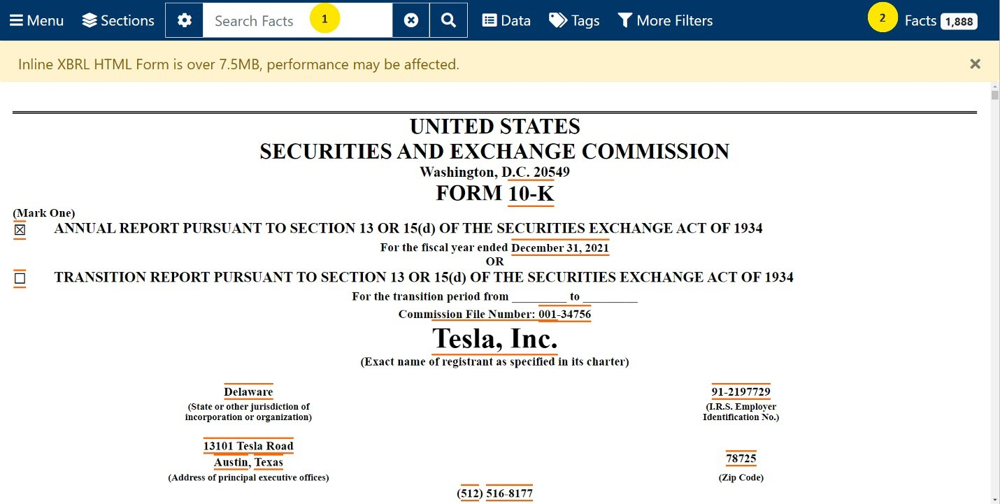 Menu Sections Search Facts 1 Data Tags More Filters 2 Facts 1,888
Inline XBRL HTML Form is over 7.5MB, performance may be affected. ×
UNITED STATES
SECURITIES AND EXCHANGE COMMISSION
Washington, D.C. 20549
FORM 10-K
(Mark One)
☒ ANNUAL REPORT PURSUANT TO SECTION 13 OR 15(d) OF THE SECURITIES EXCHANGE ACT OF 1934
For the fiscal year ended December 31, 2021
OR
☐ TRANSITION REPORT PURSUANT TO SECTION 13 OR 15(d) OF THE SECURITIES EXCHANGE ACT OF 1934
For the transition period from _________ to _________
Commission File Number: 001-34756
Tesla, Inc.
(Exact name of registrant as specified in its charter)
Delaware 91-2197729
(State or other jurisdiction of (I.R.S. Employer
incorporation or organization) Identification No.)
13101 Tesla Road
Austin, Texas 78725
(Address of principal executive offices) (Zip Code)
(512) 516-8177